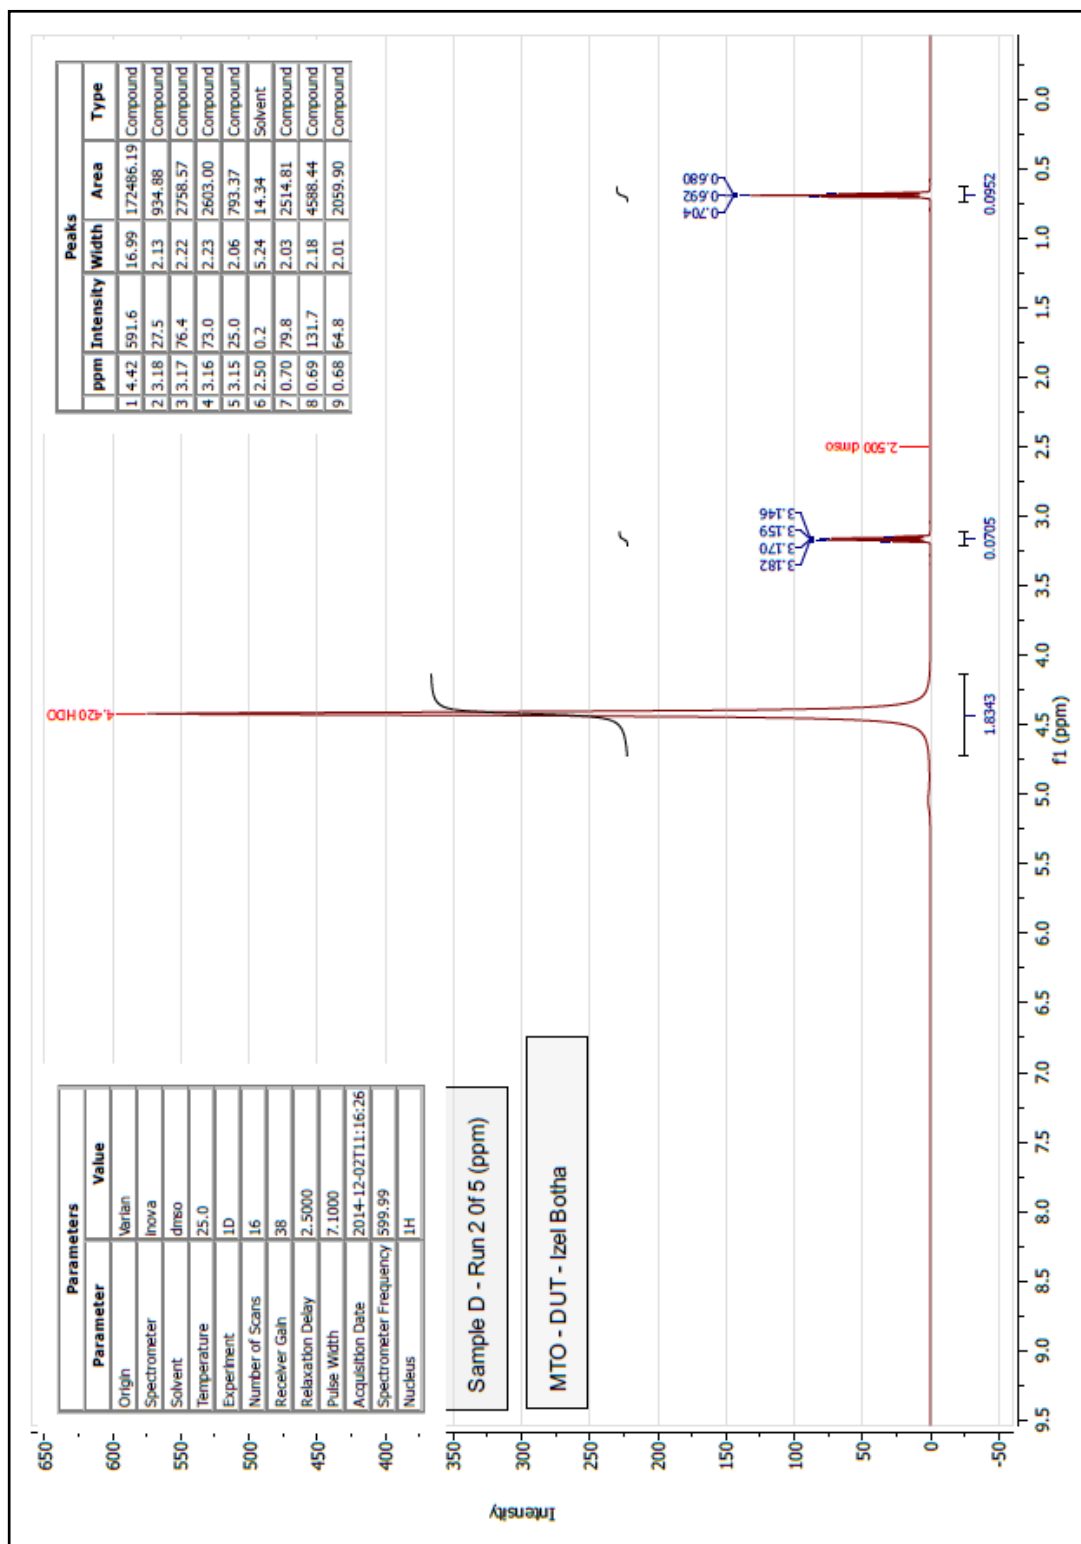 Parameters
Parameter Value
Origin Varian
Spectrometer inova
Solvent dmso
Temperature 25.0
Experiment 1D
Number of Scans 16
Receiver Gain 38
Relaxation Delay 2.5000
Pulse Width 7.1000
Acquisition Date 2014-12-02T11:16:26
Spectrometer Frequency 599.99
Nucleus 1H
Sample D - Run 2 0f 5 (ppm)
MTO - DUT - Izel Botha
Peaks
ppm Intensity Width Area Type
1 4.42 591.6 16.99 172486.19 Compound
2 3.18 27.5 2.13 934.88 Compound
3 3.17 76.4 2.22 2758.57 Compound
4 3.16 73.0 2.23 2603.00 Compound
5 3.15 25.0 2.06 793.37 Compound
6 2.50 0.2 5.24 14.34 Solvent
7 0.70 79.8 2.03 2514.81 Compound
8 0.69 131.7 2.18 4588.44 Compound
9 0.68 64.8 2.01 2059.90 Compound
4.420 HDO
3.182
3.170
3.159
3.146
2.500 dmso
0.704
0.692
0.680
1.8343
0.0705
0.0952
650
600
550
500
450
400
350
300
250
200
150
100
50
0
-50
Intensity
9.5 9.0 8.5 8.0 7.5 7.0 6.5 6.0 5.5 5.0 4.5 4.0 3.5 3.0 2.5 2.0 1.5 1.0 0.5 0.0
f1 (ppm)